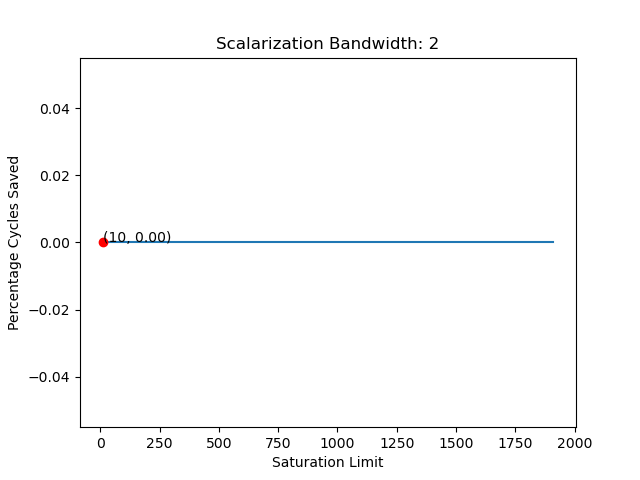 Scalarization Bandwidth: 2
Percentage Cycles Saved
0.04
0.02
0.00
−0.02
−0.04
(10, 0.00)
0 250 500 750 1000 1250 1500 1750 2000
Saturation Limit